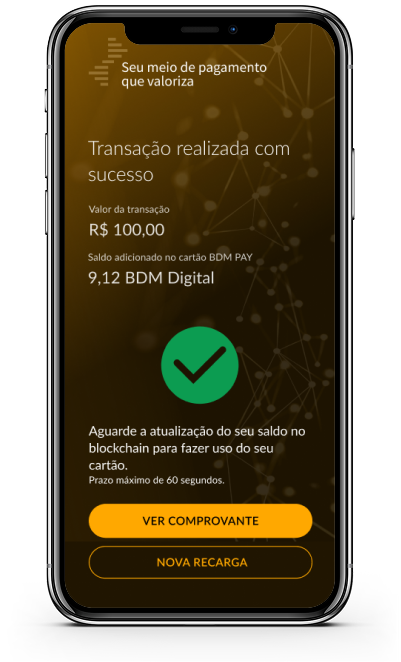 Seu meio de pagamento
que valoriza
Transação realizada com
sucesso
Valor da transação
R$ 100,00
Saldo adicionado no cartão BDM PAY
9,12 BDM Digital
Aguarde a atualização do seu saldo no
blockchain para fazer uso do seu
cartão.
Prazo máximo de 60 segundos.
VER COMPROVANTE
NOVA RECARGA